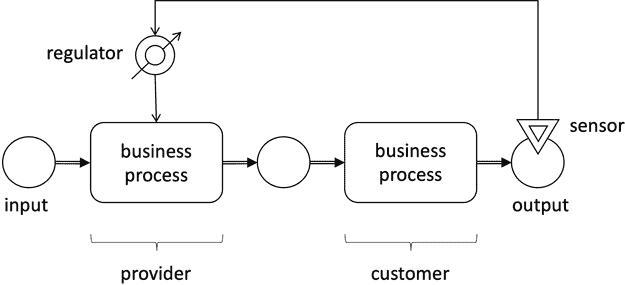 regulator
sensor
business
process
business
process
input
output
provider
customer